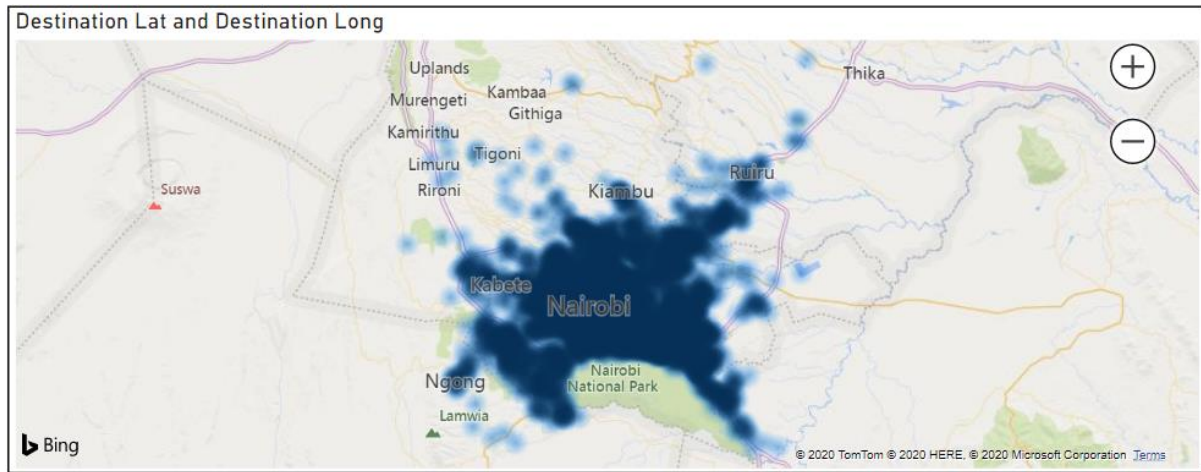 Destination Lat and Destination Long
Uplands
Thika
Kambaa
Murengeti
Githiga
Kamirithu
Tigoni
Limuru
Ruiru
Suswa
Rironi
Kiambu
Kabete
Nairobi
Nairobi
National Park
Ngong
Lamwia
Bing
© 2020 TomTom © 2020 HERE, © 2020 Microsoft Corporation Terms